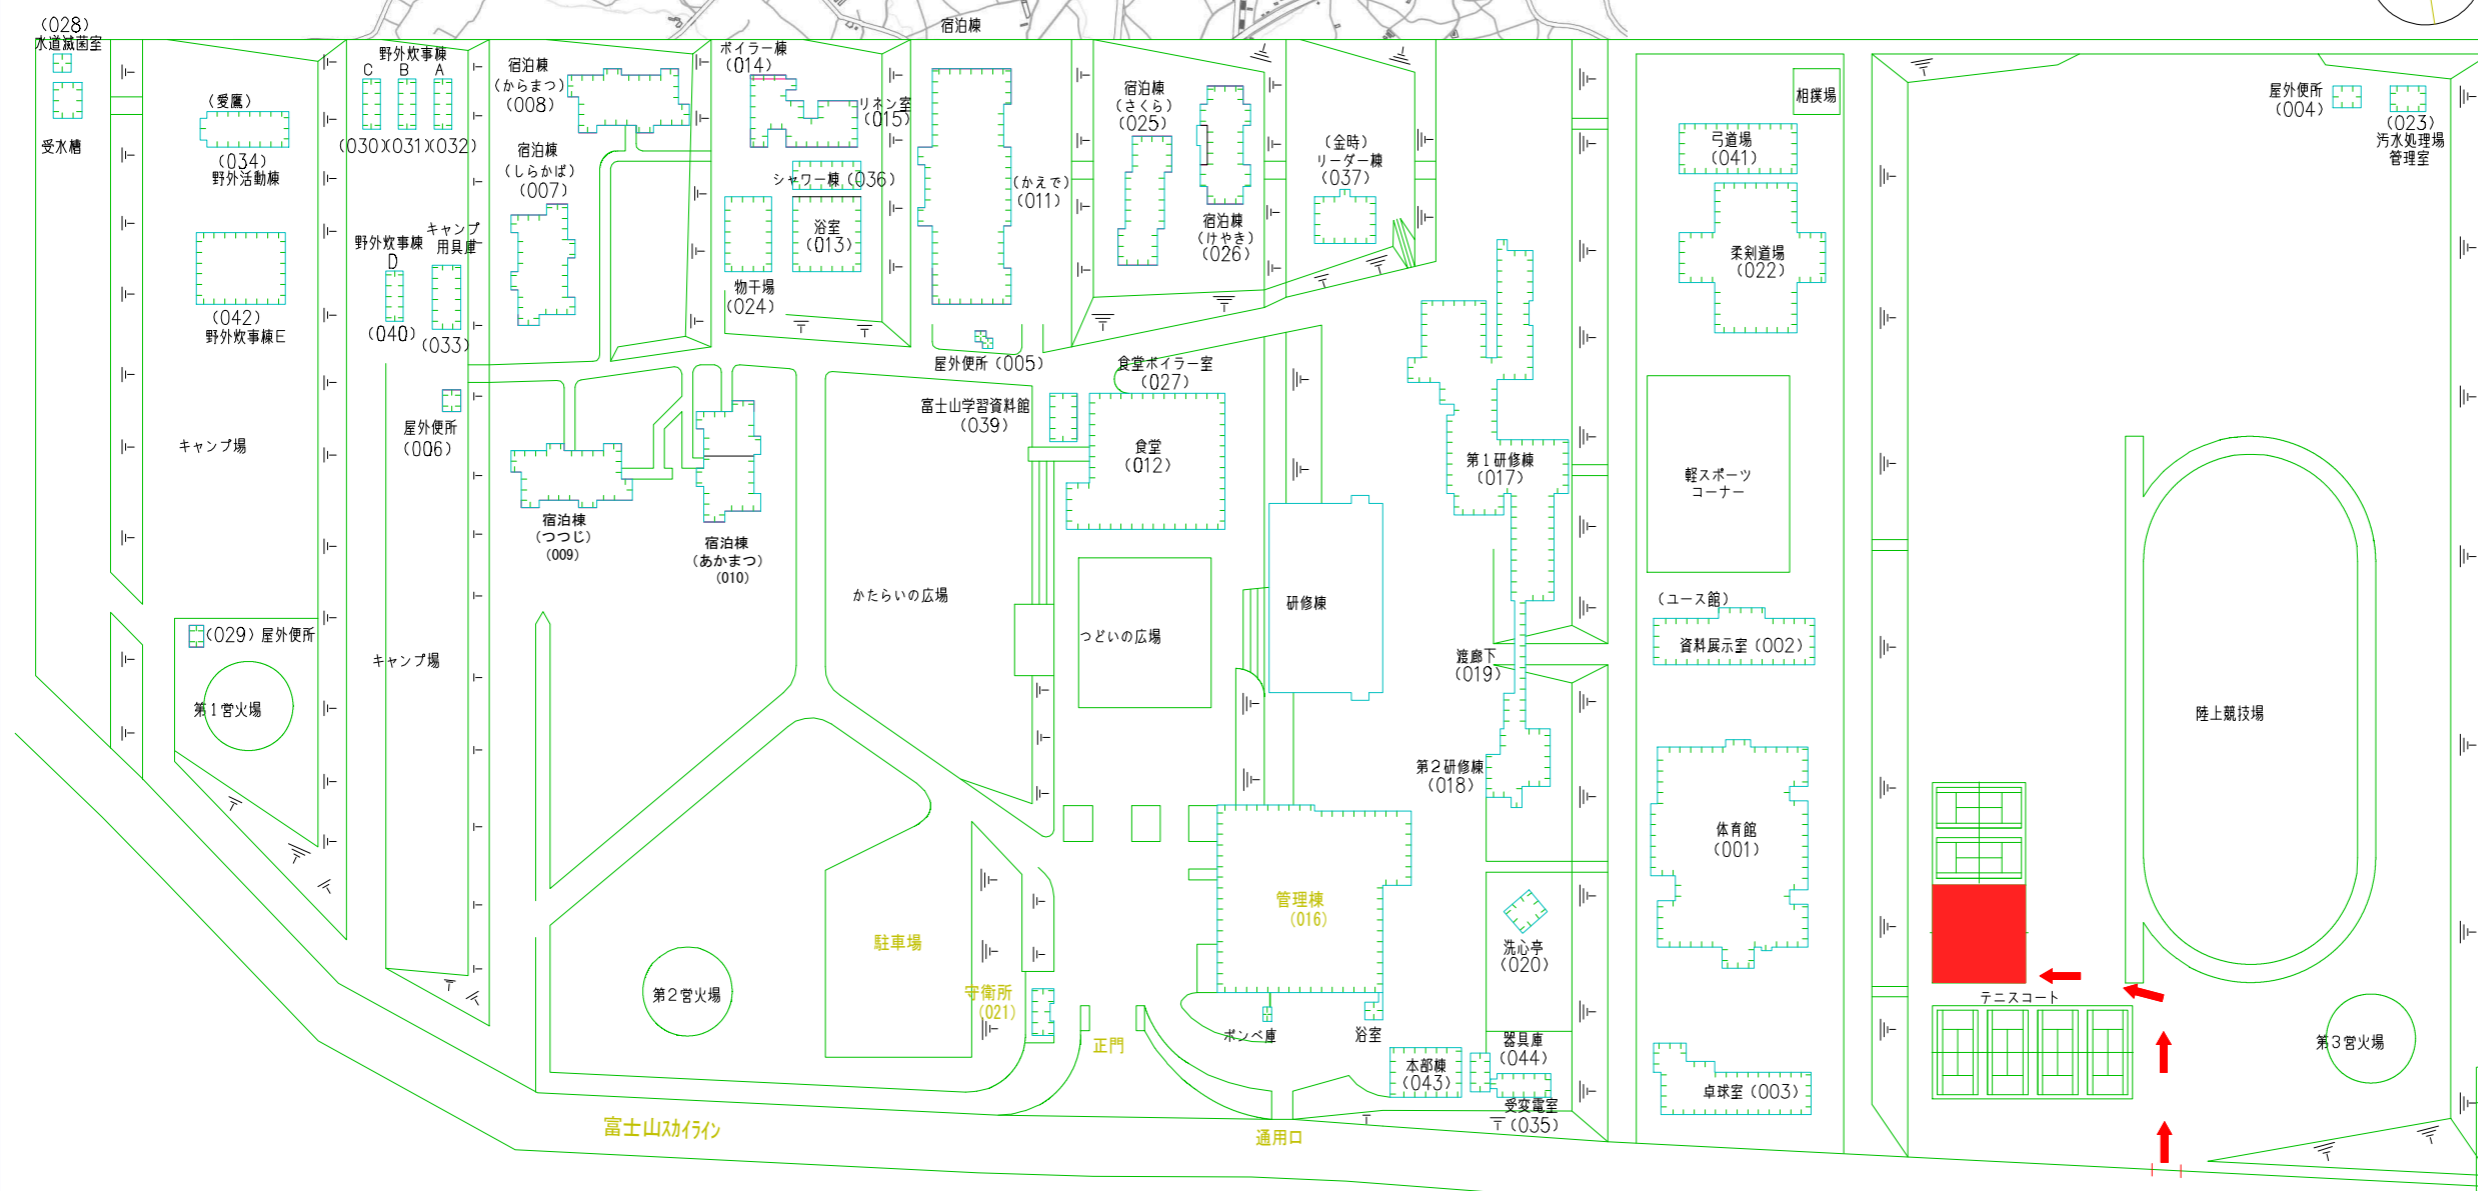 (028)
水道滅菌室
受水槽
(愛鷹)
(034)
野外活動棟
(042)
野外炊事棟E
キャンプ場
(029) 屋外便所
第1営火場
野外炊事棟
C B A
(030)(031)(032)
野外炊事棟
D
(040)
キャンプ
用具庫
(033)
屋外便所
(006)
キャンプ場
宿泊棟
(からまつ)
(008)
宿泊棟
(しらかば)
(007)
宿泊棟
(つつじ)
(009)
宿泊棟
(あかまつ)
(010)
ボイラー棟
(014)
リネン室
(015)
シャワー棟(036)
浴室
(013)
物干場
(024)
宿泊棟
(かえで)
(011)
屋外便所(005)
宿泊棟
(さくら)
(025)
宿泊棟
(けやき)
(026)
(金時)
リーダー棟
(037)
食堂ボイラー室
(027)
富士山学習資料館
(039)
食堂
(012)
かたらいの広場
つどいの広場
研修棟
第1研修棟
(017)
渡廊下
(019)
第2研修棟
(018)
管理棟
(016)
駐車場
守衛所
(021)
第2営火場
正門
ボンベ庫
浴室
洗心亭
(020)
器具庫
(044)
本部棟
(043)
受変電室
(035)
富士山スカイライン
通用口
相撲場
弓道場
(041)
柔剣道場
(022)
軽スポーツ
コーナー
(ユース館)
資料展示室(002)
体育館
(001)
卓球室(003)
屋外便所
(004)
(023)
汚水処理場
管理室
陸上競技場
テニスコート
第3営火場